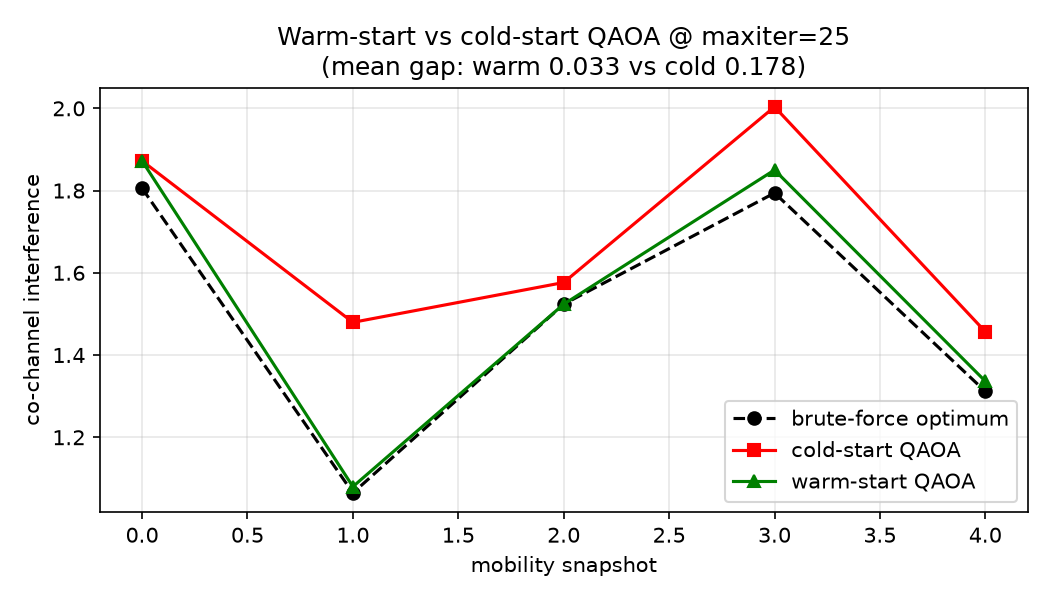 Warm-start vs cold-start QAOA @ maxiter=25
(mean gap: warm 0.033 vs cold 0.178)
co-channel interference
2.0
1.8
1.6
1.4
1.2
0.0 0.5 1.0 1.5 2.0 2.5 3.0 3.5 4.0
mobility snapshot
brute-force optimum
cold-start QAOA
warm-start QAOA